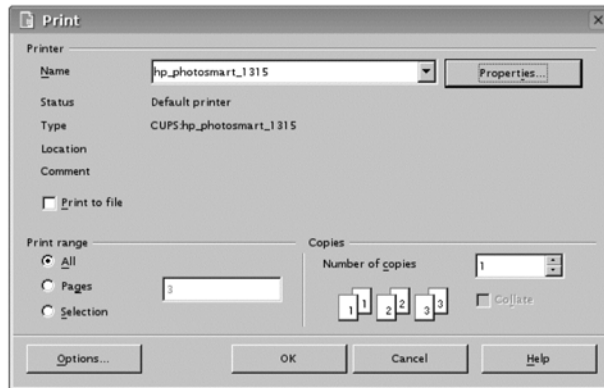 Print
Printer
Name hp_photosmart_1315 Properties...
Status Default printer
Type CUPS:hp_photosmart_1315
Location
Comment
Print to file
Print range
All
Pages 3
Selection
Copies
Number of copies 1
1 1 2 2 3 3
Collate
Options... OK Cancel Help